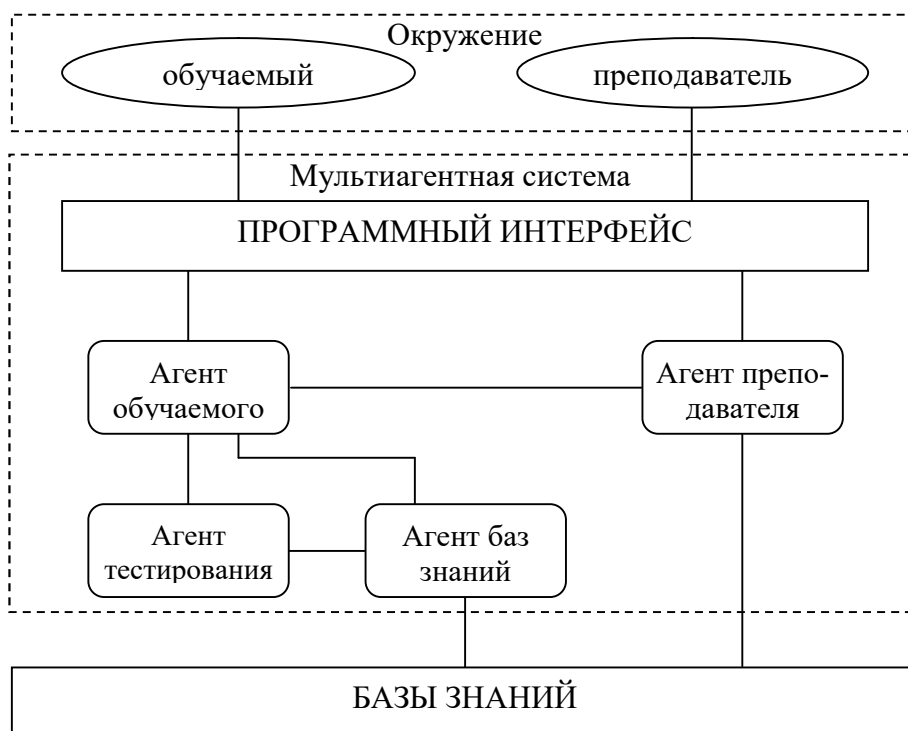 Окружение
обучаемый
преподаватель
Мультиагентная система
ПРОГРАММНЫЙ ИНТЕРФЕЙС
Агент
обучаемого
Агент препо-
давателя
Агент
тестирования
Агент баз
знаний
БАЗЫ ЗНАНИЙ